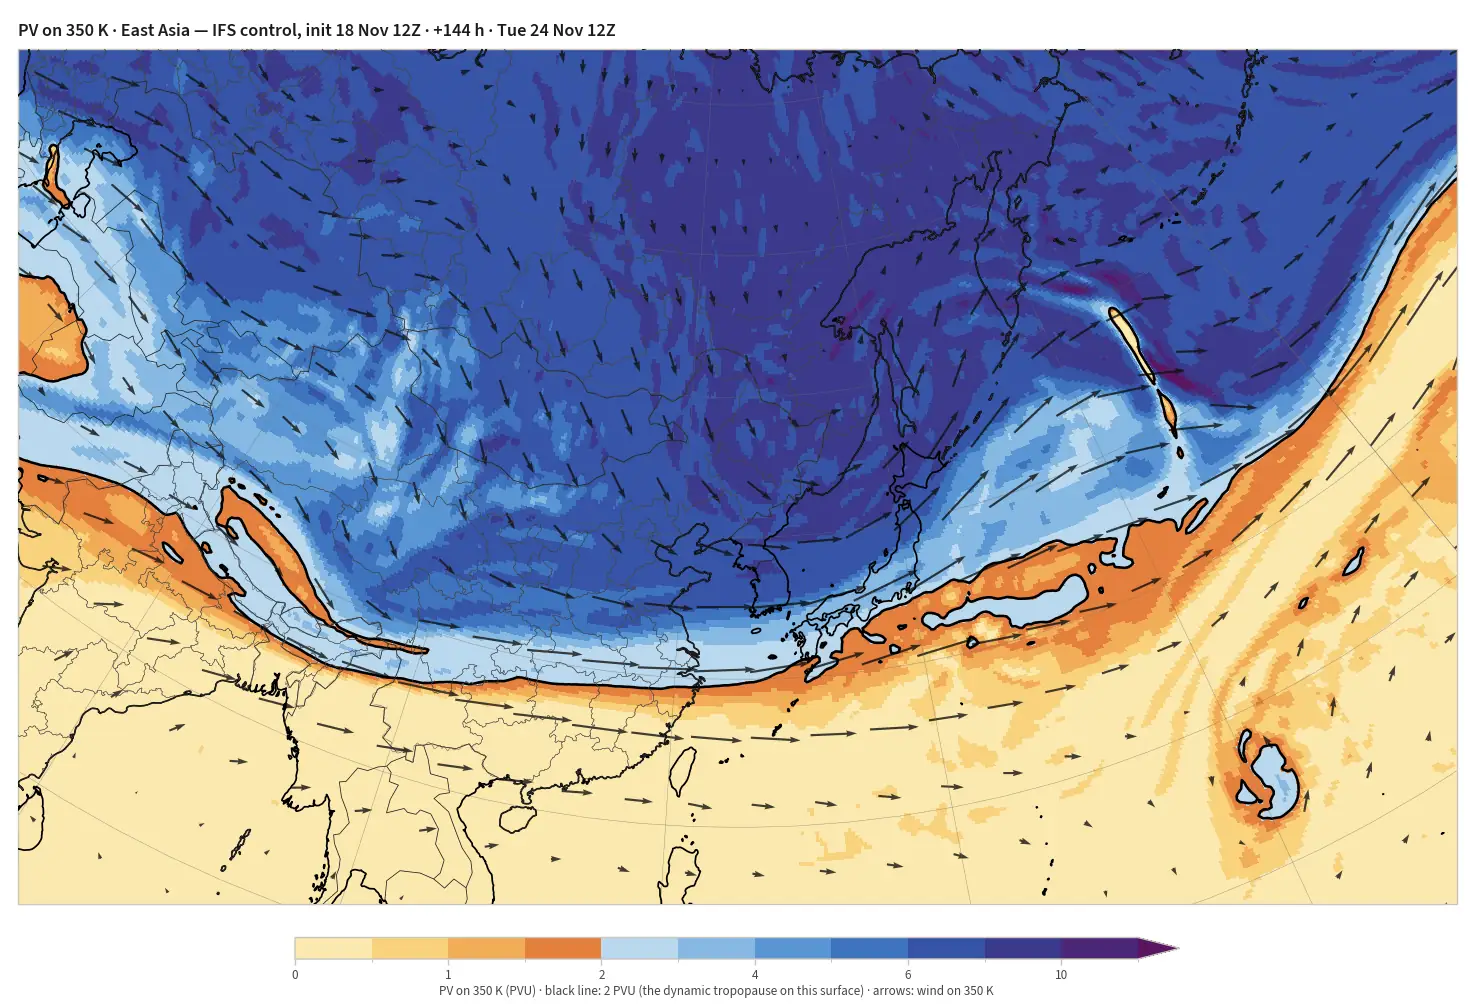 PV on 350 K · East Asia — IFS control, init 18 Nov 12Z · +144 h · Tue 24 Nov 12Z
0 1 2 4 6 10
PV on 350 K (PVU) · black line: 2 PVU (the dynamic tropopause on this surface) · arrows: wind on 350 K